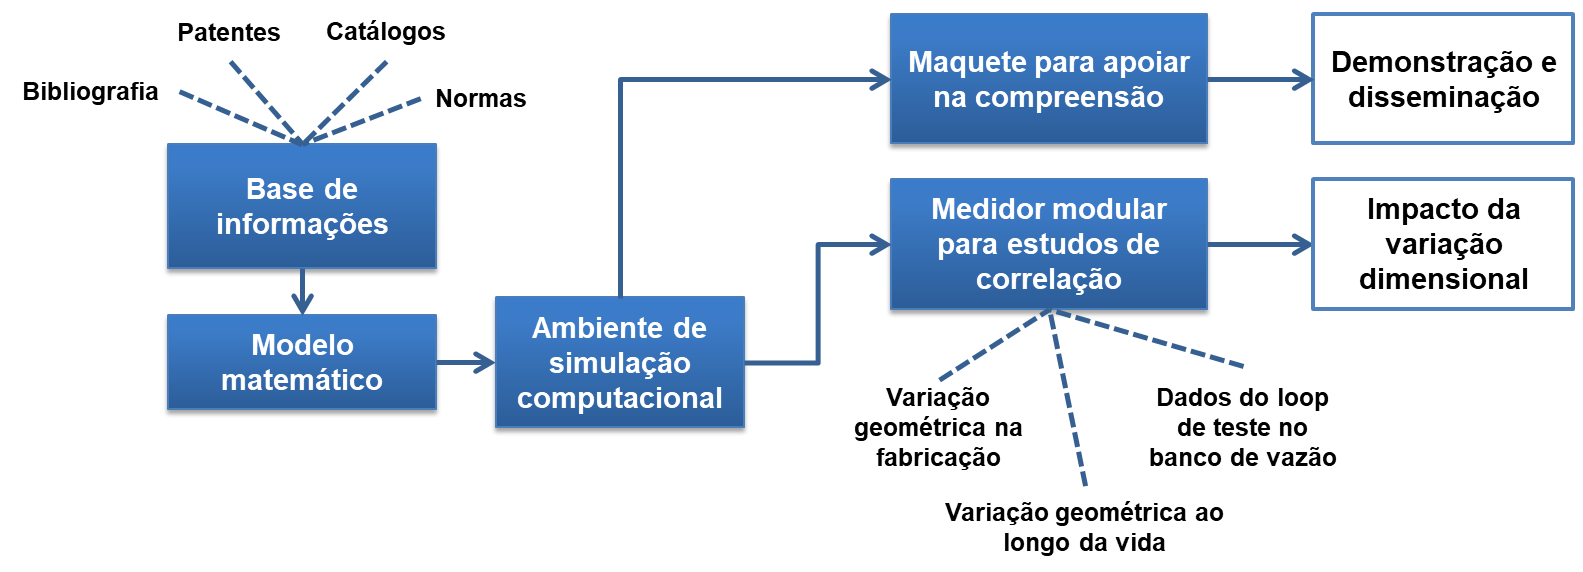 Patentes
Catálogos
Bibliografia
Normas
Base de
informações
Modelo
matemático
Ambiente de
simulação
computacional
Maquete para apoiar
na compreensão
Demonstração e
disseminação
Medidor modular
para estudos de
correlação
Impacto da
variação
dimensional
Variação
geométrica na
fabricação
Variação geométrica ao
longo da vida
Dados do loop
de teste no
banco de vazão